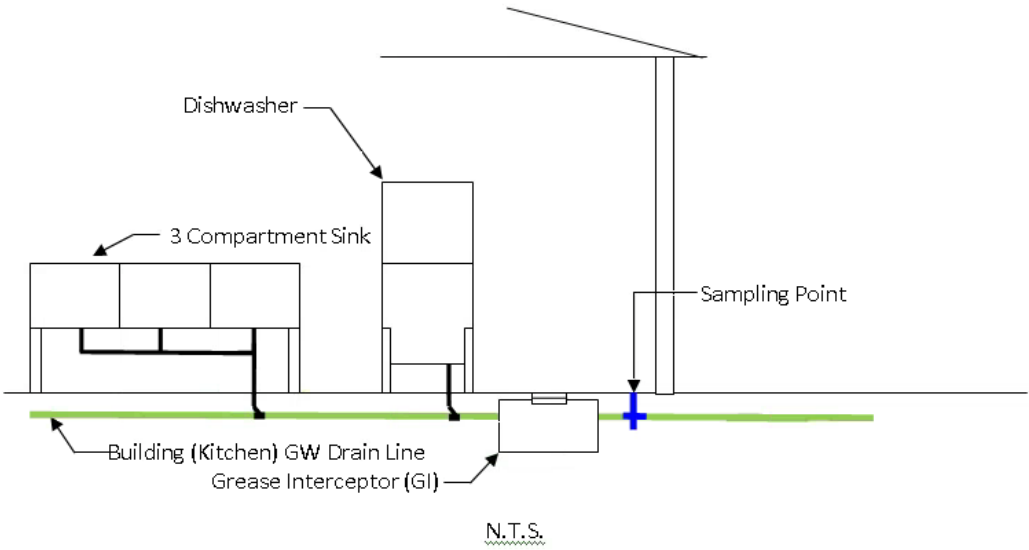 Dishwasher
3 Compartment Sink
Sampling Point
Building (Kitchen) GW Drain Line
Grease Interceptor (GI)
N.T.S.